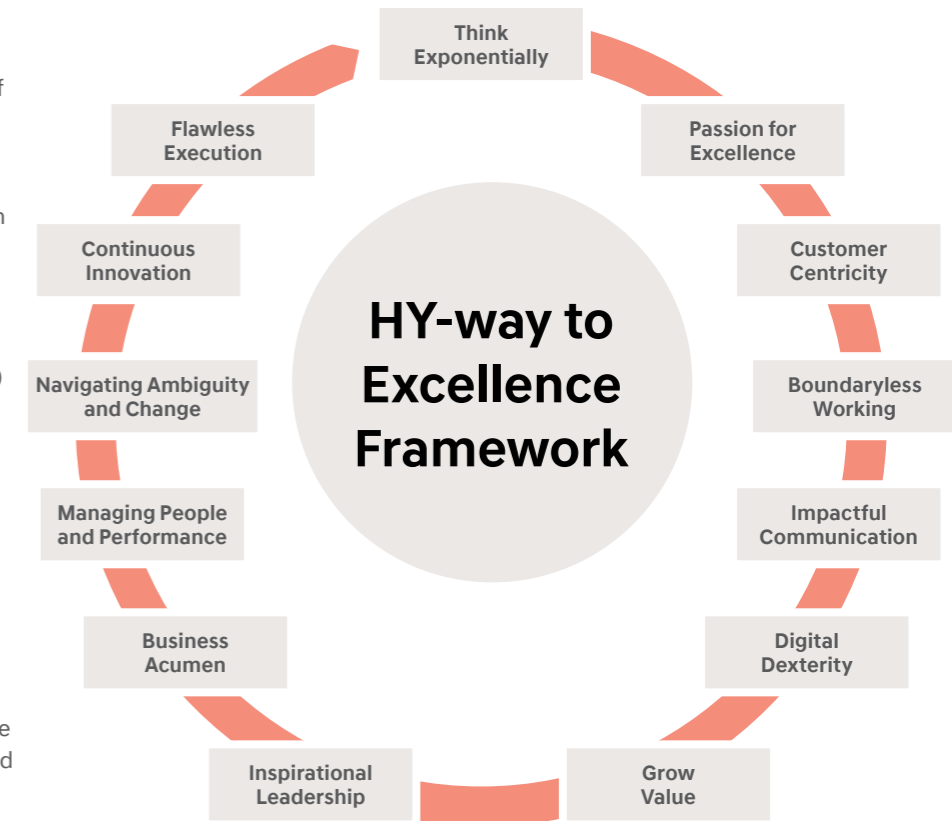 Think
Exponentially
Passion for
Excellence
Customer
Centricity
Boundaryless
Working
Impactful
Communication
Digital
Dexterity
Grow
Value
Inspirational
Leadership
Business
Acumen
Managing People
and Performance
Navigating Ambiguity
and Change
Continuous
Innovation
Flawless
Execution
HY-way to
Excellence
Framework